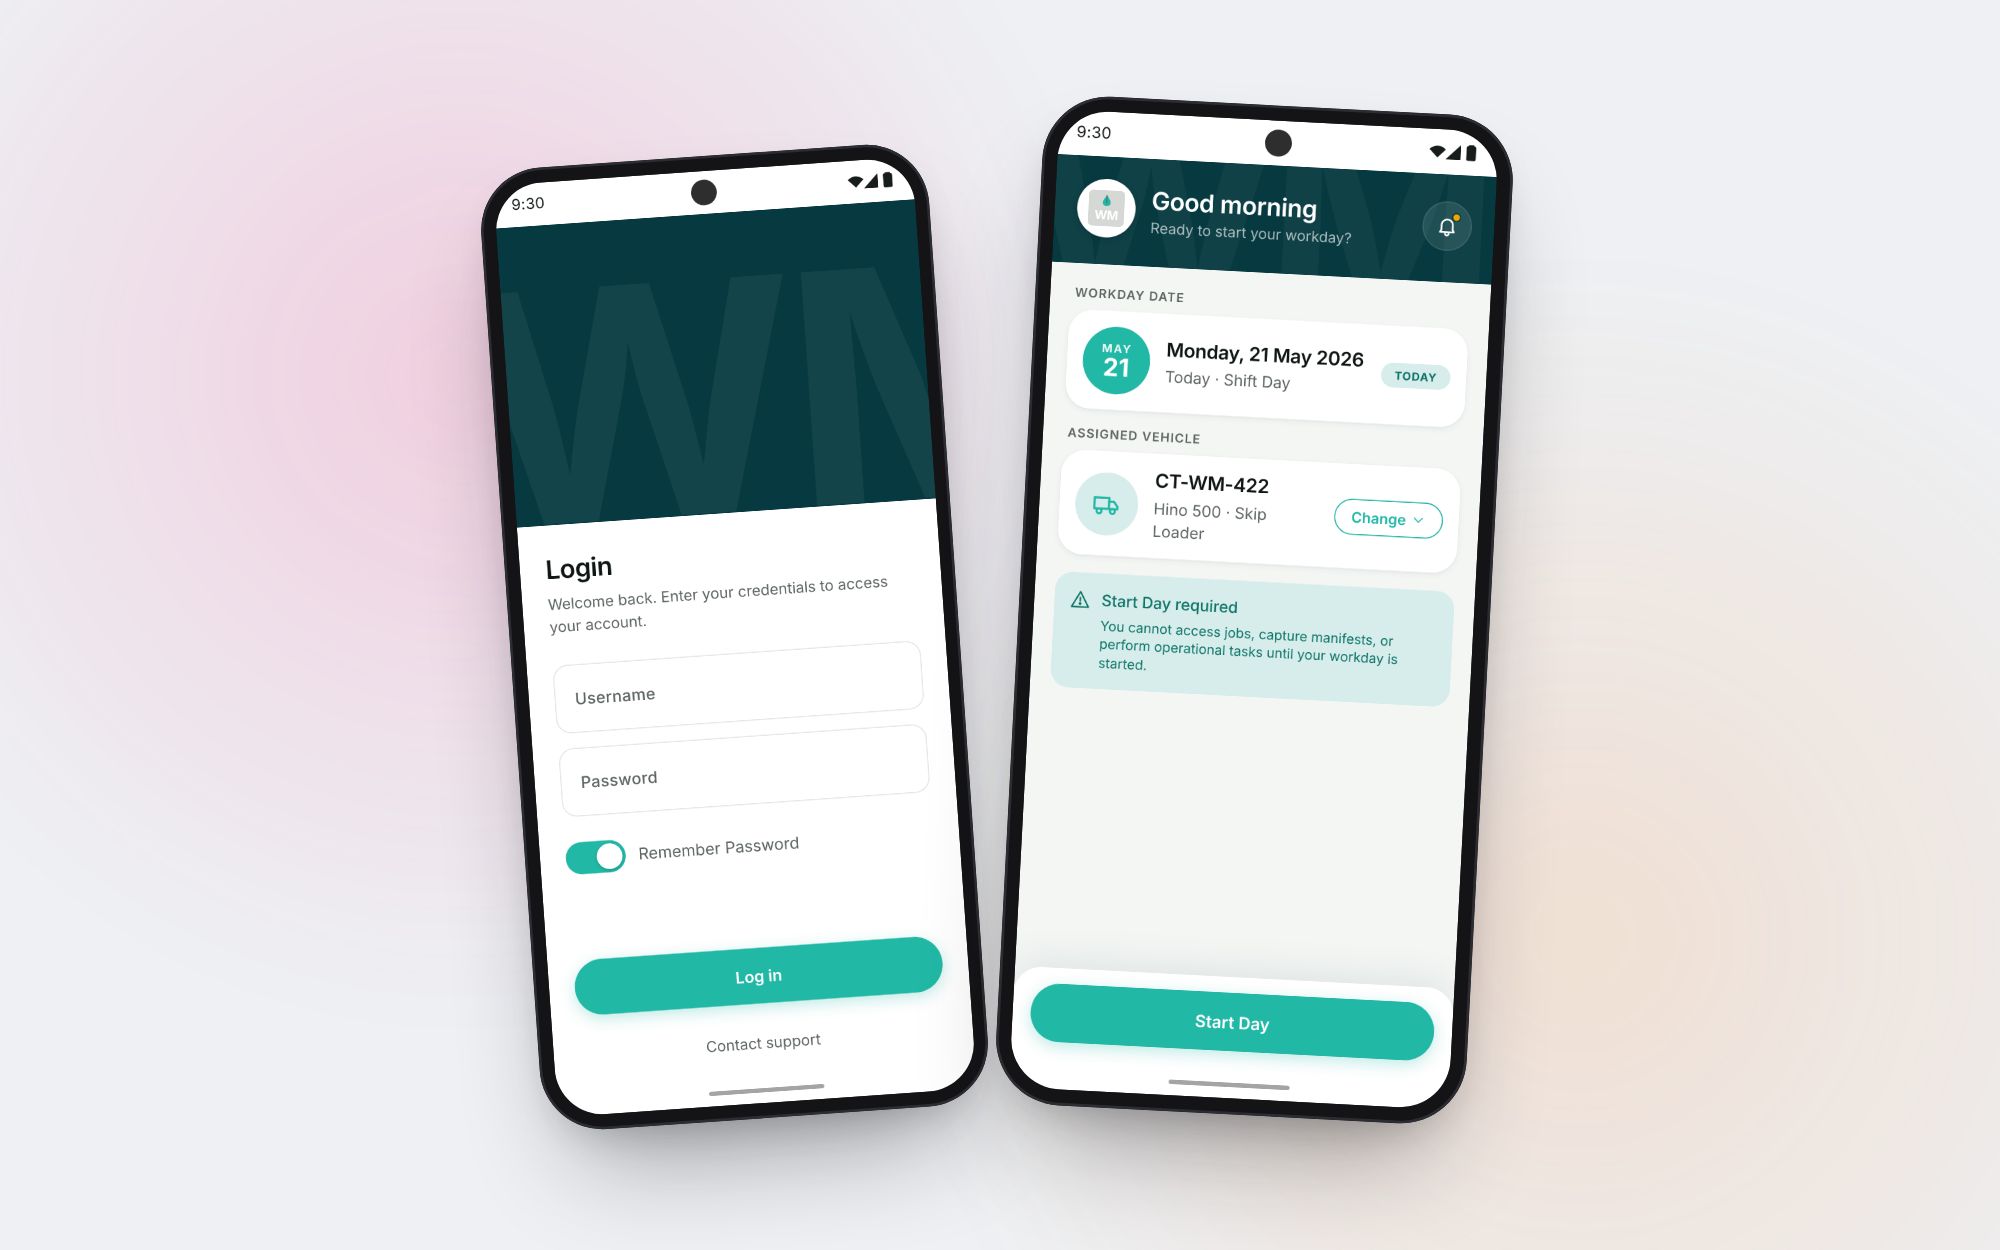 9:30
WM
Login
Welcome back. Enter your credentials to access
your account.
Username
Password
Remember Password
Log in
Contact support
9:30
WM
WM
Good morning
Ready to start your workday?
WORKDAY DATE
MAY
21
Monday, 21 May 2026
Today · Shift Day
TODAY
ASSIGNED VEHICLE
CT-WM-422
Hino 500 · Skip
Loader
Change
Start Day required
You cannot access jobs, capture manifests, or
perform operational tasks until your workday is
started.
Start Day